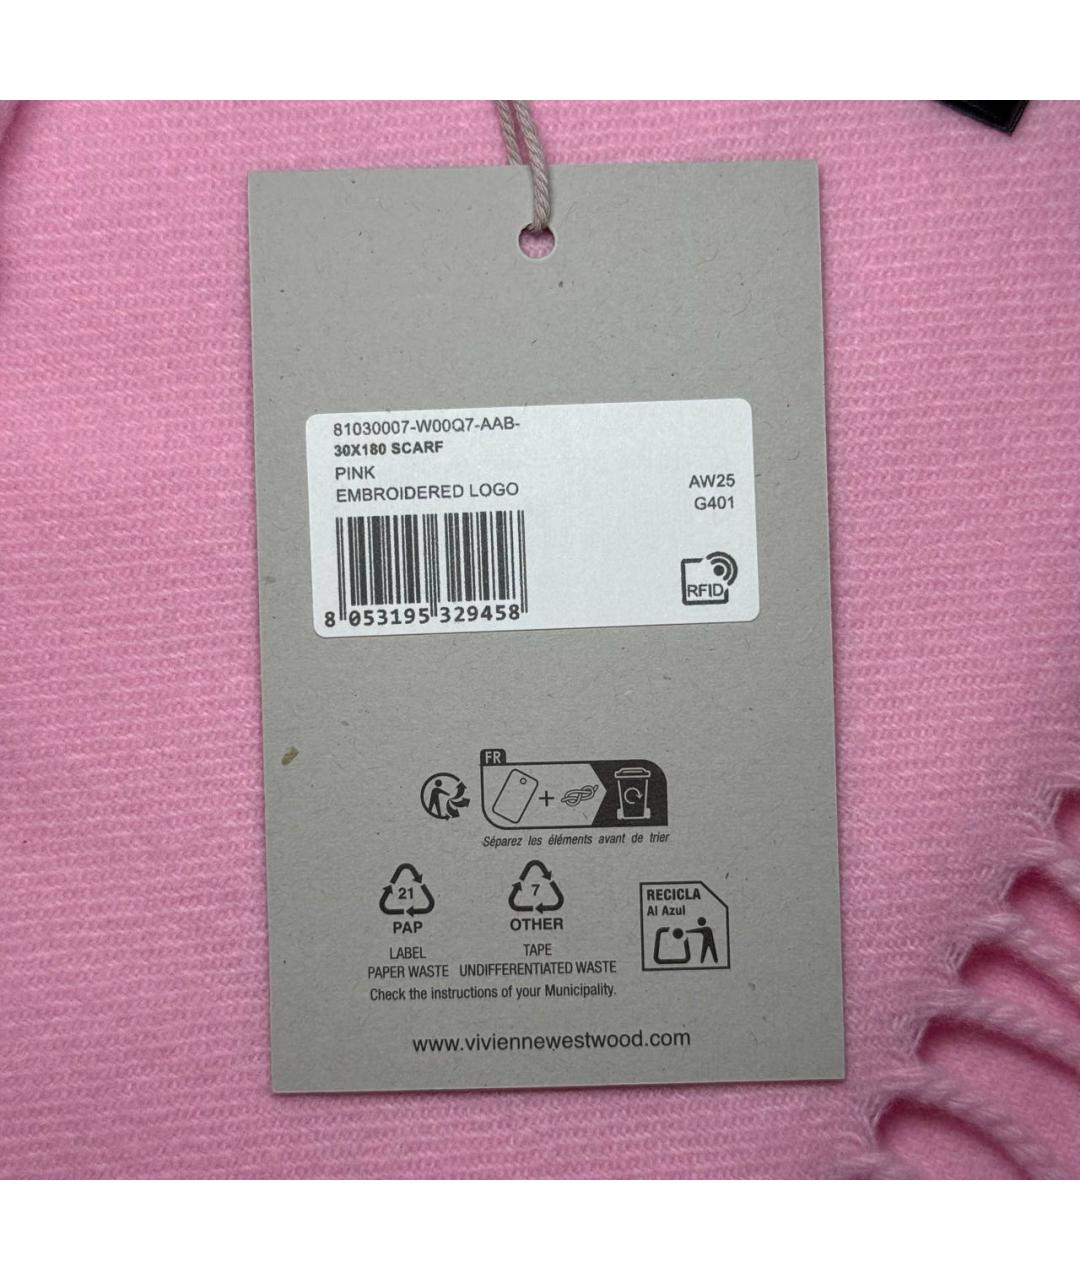 81030007-W00Q7-AAB-
30X180 SCARF
PINK
EMBROIDERED LOGO
AW25
G401
RFID
8 053195 329458
FR
Séparez les éléments avant de trier
21
PAP
LABEL
PAPER WASTE
7
OTHER
TAPE
UNDIFFERENTIATED WASTE
RECICLA
Al Azul
Check the instructions of your Municipality.
www.viviennewestwood.com